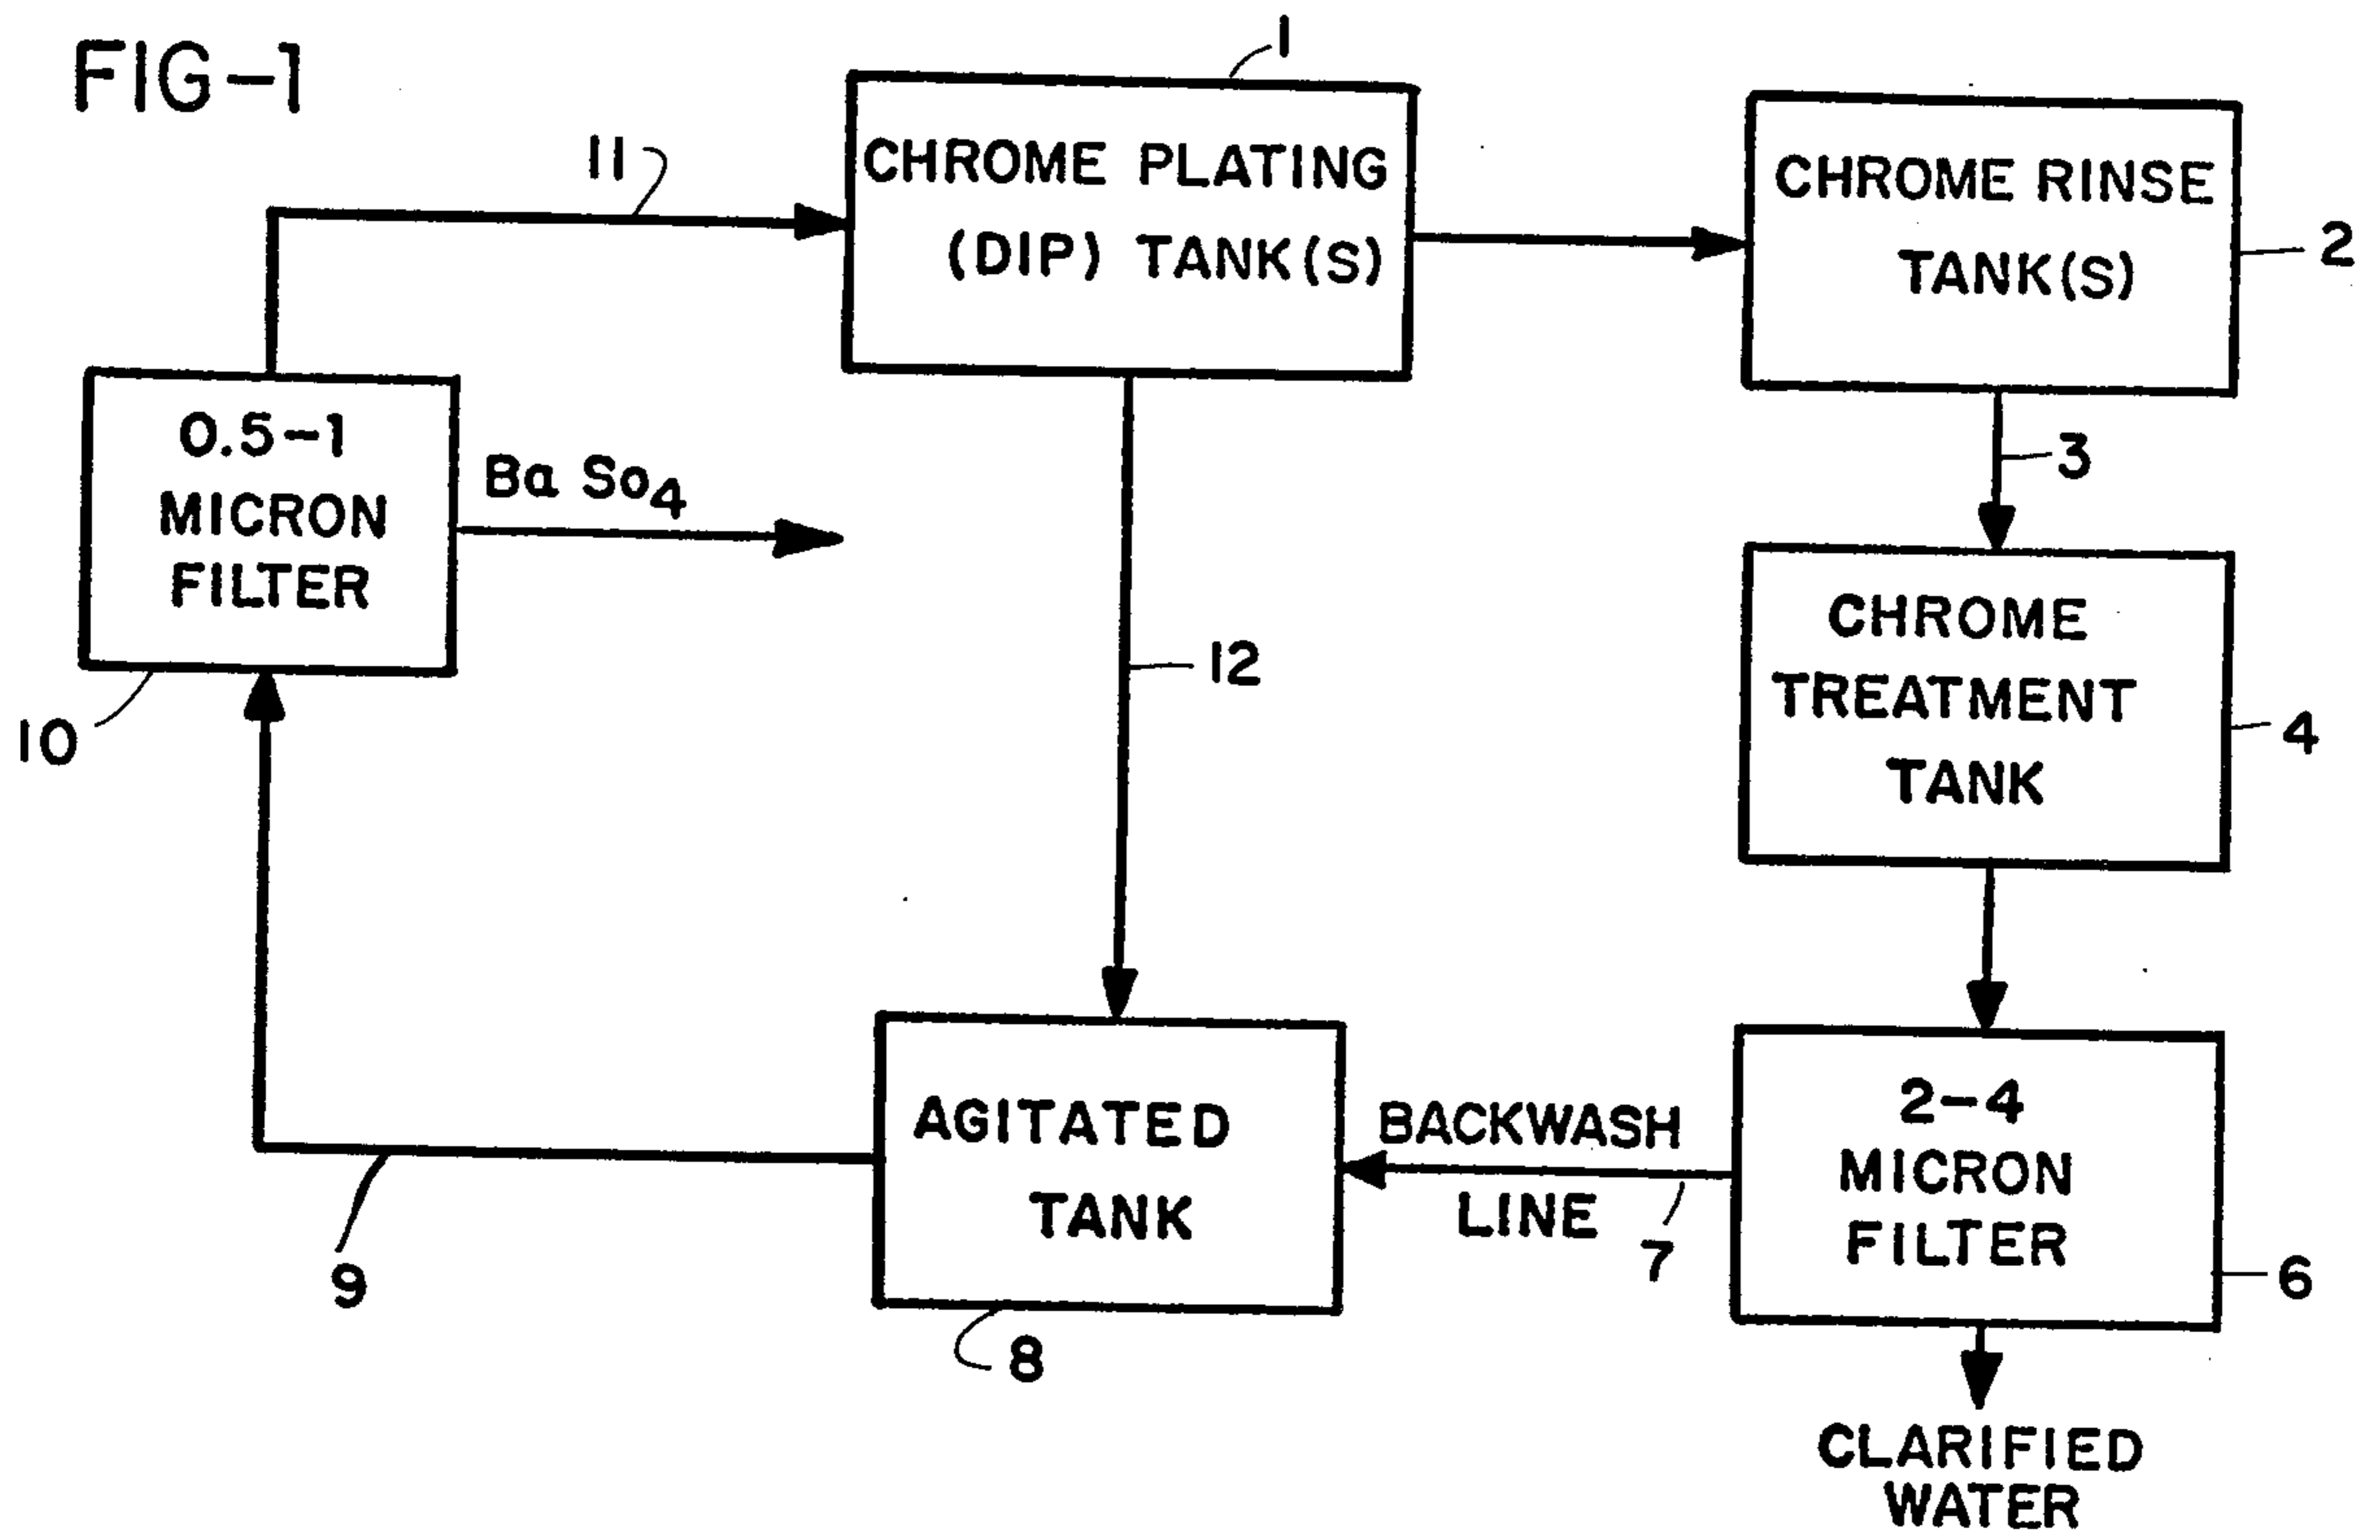 FIG-1
1
CHROME PLATING
(DIP) TANK(S)
CHROME RINSE
TANK(S)
2
11
3
0.5-1
MICRON
FILTER
Ba So4
10
12
CHROME
TREATMENT
TANK
4
AGITATED
TANK
8
9
BACKWASH
LINE
7
2-4
MICRON
FILTER
6
CLARIFIED
WATER